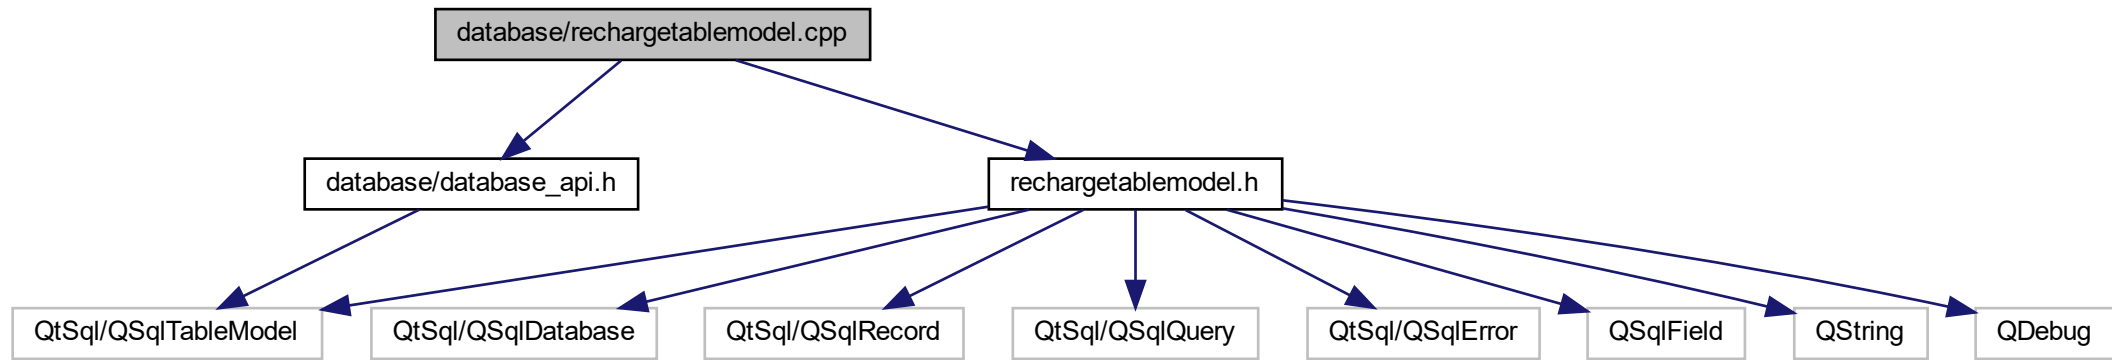 database/rechargetablemodel.cpp
database/database_api.h
rechargetablemodel.h
QtSql/QSqlTableModel
QtSql/QSqlDatabase
QtSql/QSqlRecord
QtSql/QSqlQuery
QtSql/QSqlError
QSqlField
QString
QDebug